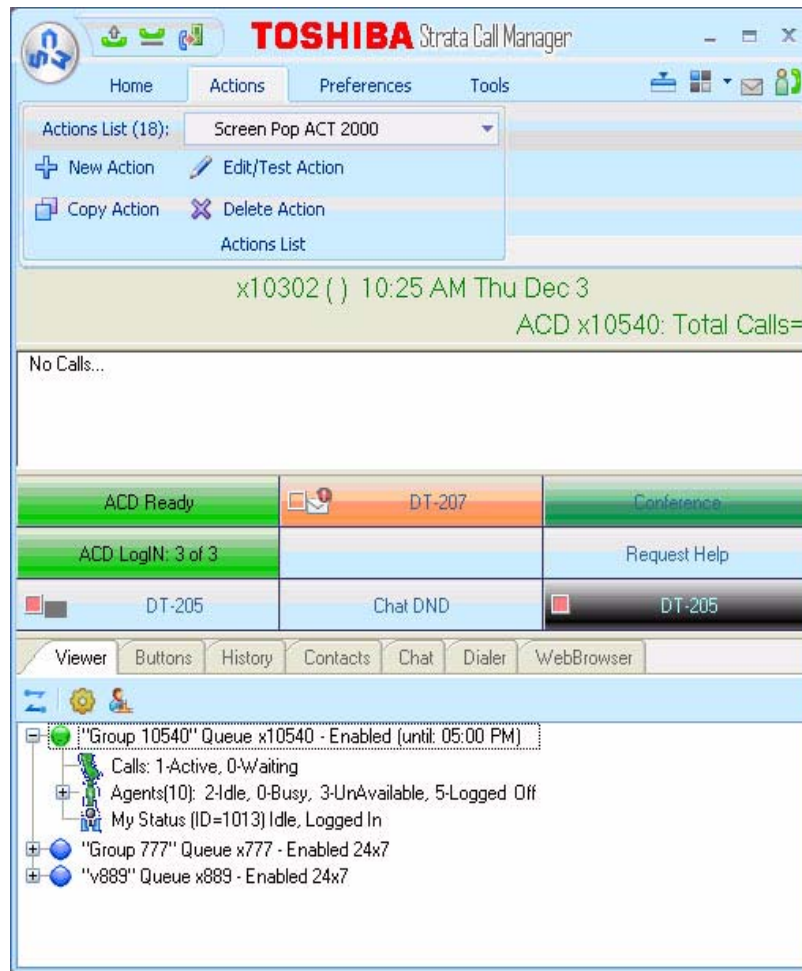 TOSHIBA Strata Call Manager
Home Actions Preferences Tools
Actions List (18): Screen Pop ACT 2000
New Action Edit/Test Action
Copy Action Delete Action
Actions List
x10302 ( ) 10:25 AM Thu Dec 3
ACD x10540: Total Calls=
No Calls...
ACD Ready DT-207 Conference
ACD LogIN: 3 of 3 Request Help
DT-205 Chat DND DT-205
Viewer Buttons History Contacts Chat Dialer WebBrowser
"Group 10540" Queue x10540 - Enabled (until: 05:00 PM)
Calls: 1-Active, 0-Waiting
Agents(10): 2-Idle, 0-Busy, 3-UnAvailable, 5-Logged Off
My Status (ID=1013) Idle, Logged In
"Group 777" Queue x777 - Enabled 24x7
"v889" Queue x889 - Enabled 24x7